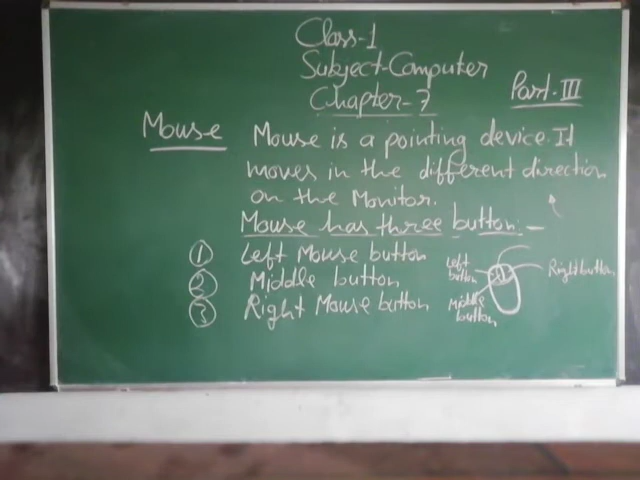 Class-1
Subject-Computer
Chapter-7
Part-III
Mouse Mouse is a pointing device. It
moves in the different direction
on the Monitor.
Mouse has three button:-
1 Left Mouse button
2 Middle button
3 Right Mouse button
Left
button
Right button
Middle
button